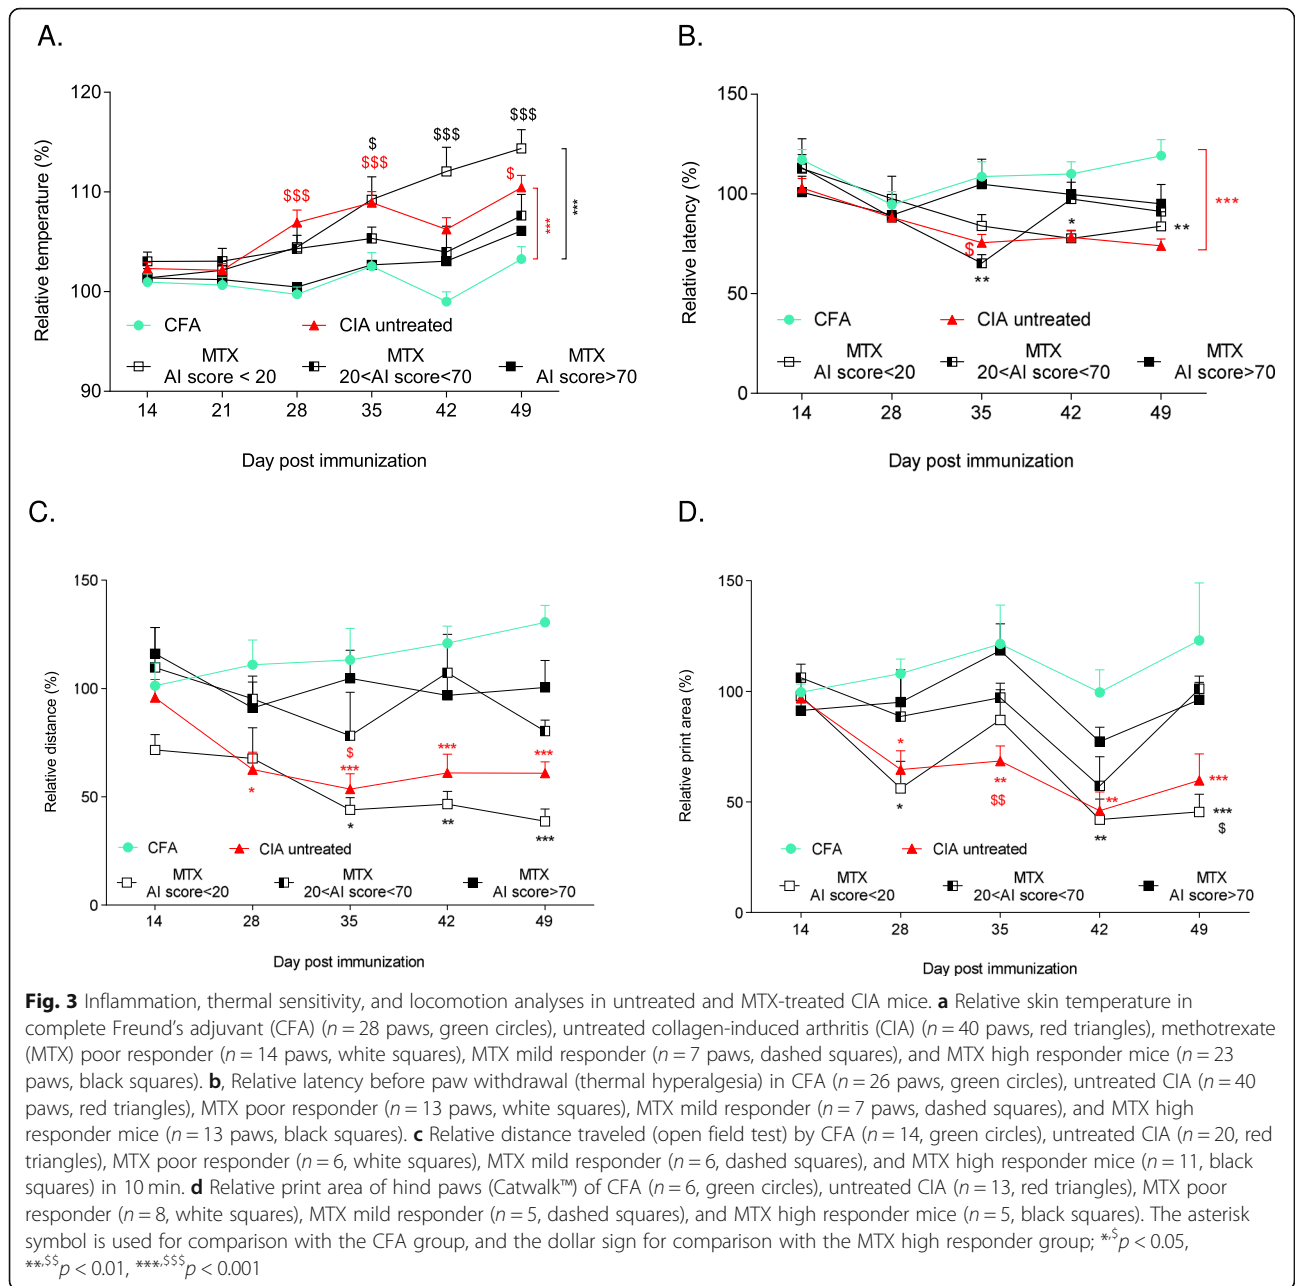 A.
120
110
100
90
Relative temperature (%)
$$$
$
$$$
$$$
$$$
$
***
***
CFA
CIA untreated
MTX
AI score < 20
MTX
20<AI score<70
MTX
AI score>70
14 21 28 35 42 49
Day post immunization
B.
150
100
50
0
Relative latency (%)
$
**
*
**
***
CFA
CIA untreated
MTX
AI score<20
MTX
20<AI score<70
MTX
AI score>70
14 28 35 42 49
Day post immunization
C.
150
100
50
0
Relative distance (%)
*
$
***
*
***
**
***
***
CFA
CIA untreated
MTX
AI score<20
MTX
20<AI score<70
MTX
AI score>70
14 28 35 42 49
Day post immunization
D.
150
100
50
0
Relative print area (%)
*
*
**
$$
**
**
***
***
$
CFA
CIA untreated
MTX
AI score<20
MTX
20<AI score<70
MTX
AI score>70
14 28 35 42 49
Day post immunization
Fig. 3 Inflammation, thermal sensitivity, and locomotion analyses in untreated and MTX-treated CIA mice. a Relative skin temperature in
complete Freund's adjuvant (CFA) (n = 28 paws, green circles), untreated collagen-induced arthritis (CIA) (n = 40 paws, red triangles), methotrexate
(MTX) poor responder (n = 14 paws, white squares), MTX mild responder (n = 7 paws, dashed squares), and MTX high responder mice (n = 23
paws, black squares). b, Relative latency before paw withdrawal (thermal hyperalgesia) in CFA (n = 26 paws, green circles), untreated CIA (n = 40
paws, red triangles), MTX poor responder (n = 13 paws, white squares), MTX mild responder (n = 7 paws, dashed squares), and MTX high
responder mice (n = 13 paws, black squares). c Relative distance traveled (open field test) by CFA (n = 14, green circles), untreated CIA (n = 20, red
triangles), MTX poor responder (n = 6, white squares), MTX mild responder (n = 6, dashed squares), and MTX high responder mice (n = 11, black
squares) in 10 min. d Relative print area of hind paws (Catwalk™) of CFA (n = 6, green circles), untreated CIA (n = 13, red triangles), MTX poor
responder (n = 8, white squares), MTX mild responder (n = 5, dashed squares), and MTX high responder mice (n = 5, black squares). The asterisk
symbol is used for comparison with the CFA group, and the dollar sign for comparison with the MTX high responder group; *,$p < 0.05,
**,$$p < 0.01, ***,$$$p < 0.001